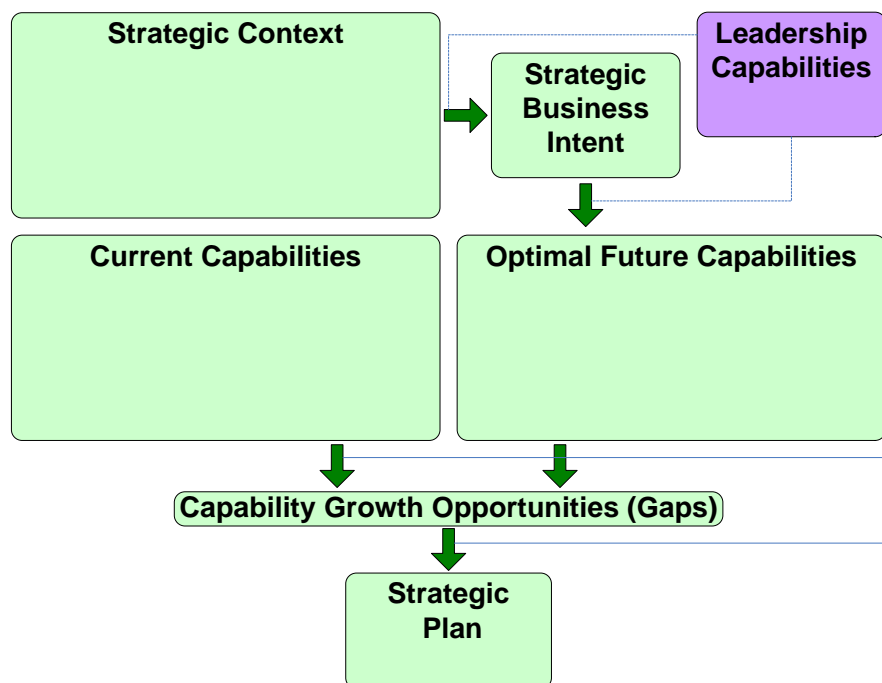 Strategic Context
Leadership
Capabilities
Strategic
Business
Intent
Current Capabilities
Optimal Future Capabilities
Capability Growth Opportunities (Gaps)
Strategic
Plan